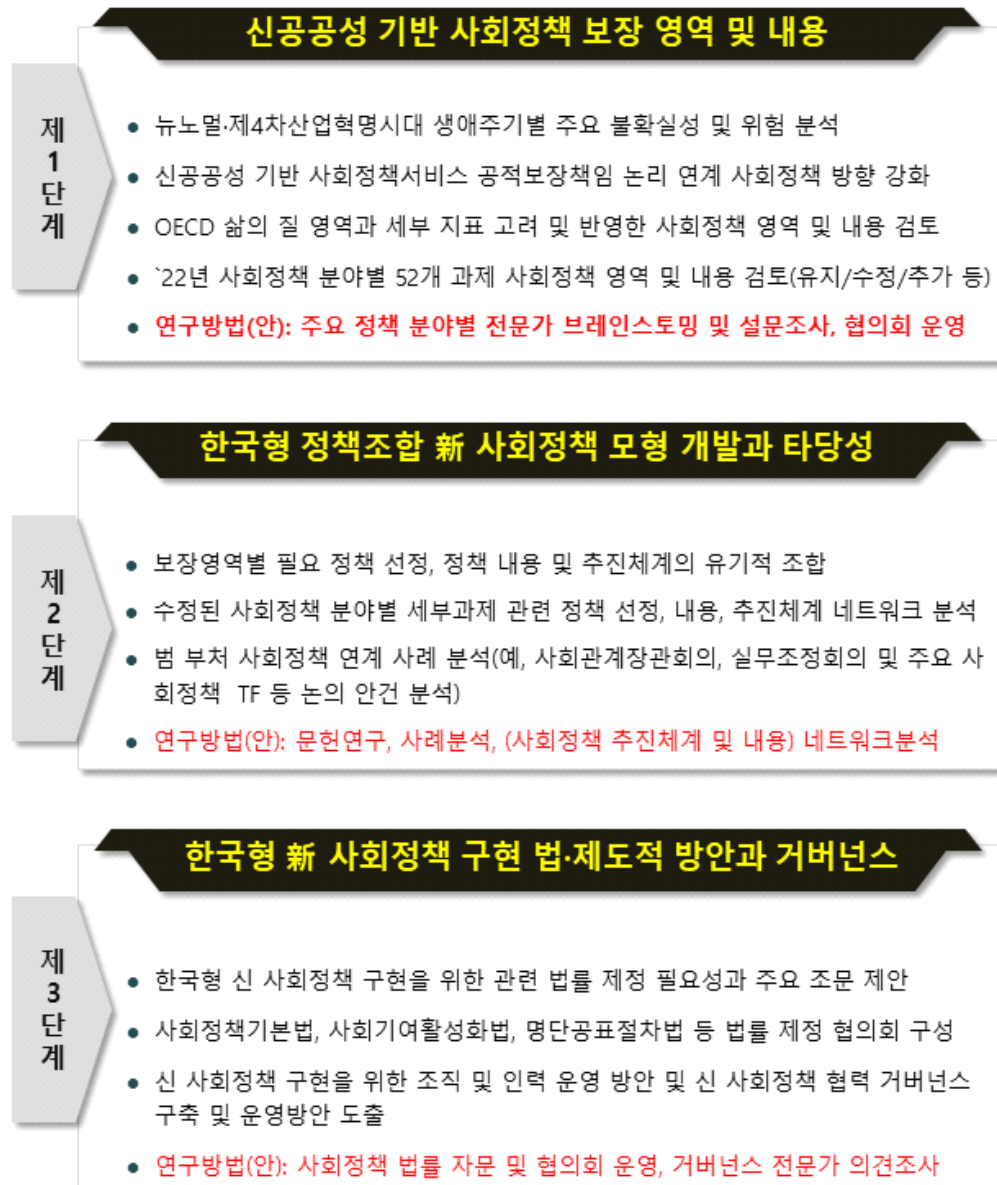 신공공성 기반 사회정책 보장 영역 및 내용
제
1
단
계
● 뉴노멀·제4차산업혁명시대 생애주기별 주요 불확실성 및 위험 분석
● 신공공성 기반 사회정책서비스 공적보장책임 논리 연계 사회정책 방향 강화
● OECD 삶의 질 영역과 세부 지표 고려 및 반영한 사회정책 영역 및 내용 검토
● `22년 사회정책 분야별 52개 과제 사회정책 영역 및 내용 검토(유지/수정/추가 등)
● 연구방법(안): 주요 정책 분야별 전문가 브레인스토밍 및 설문조사, 협의회 운영
한국형 정책조합 新 사회정책 모형 개발과 타당성
제
2
단
계
● 보장영역별 필요 정책 선정, 정책 내용 및 추진체계의 유기적 조합
● 수정된 사회정책 분야별 세부과제 관련 정책 선정, 내용, 추진체계 네트워크 분석
● 범 부처 사회정책 연계 사례 분석(예, 사회관계장관회의, 실무조정회의 및 주요 사
회정책 TF 등 논의 안건 분석)
● 연구방법(안): 문헌연구, 사례분석, (사회정책 추진체계 및 내용) 네트워크분석
한국형 新 사회정책 구현 법·제도적 방안과 거버넌스
제
3
단
계
● 한국형 신 사회정책 구현을 위한 관련 법률 제정 필요성과 주요 조문 제안
● 사회정책기본법, 사회기여활성화법, 명단공표절차법 등 법률 제정 협의회 구성
● 신 사회정책 구현을 위한 조직 및 인력 운영 방안 및 신 사회정책 협력 거버넌스
구축 및 운영방안 도출
● 연구방법(안): 사회정책 법률 자문 및 협의회 운영, 거버넌스 전문가 의견조사